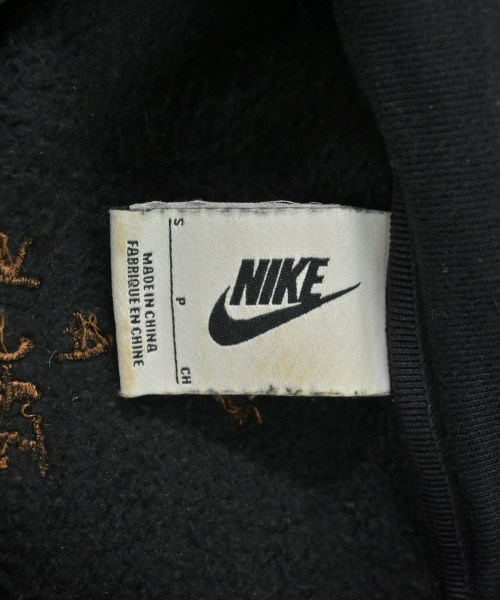 NIKE
S P CH
MADE IN CHINA
FABRIQUE EN CHINE